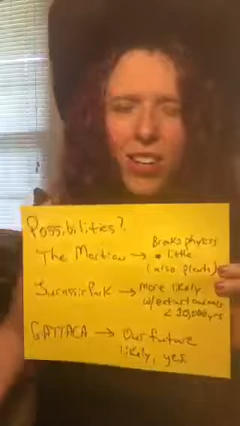 Possibilities?
The Martian → Breaks physics
a little
(also plants)
Jurassic Park → More likely
w/extinct animals
< 10,000 yrs
GATTACA → Our future
likely, yes.